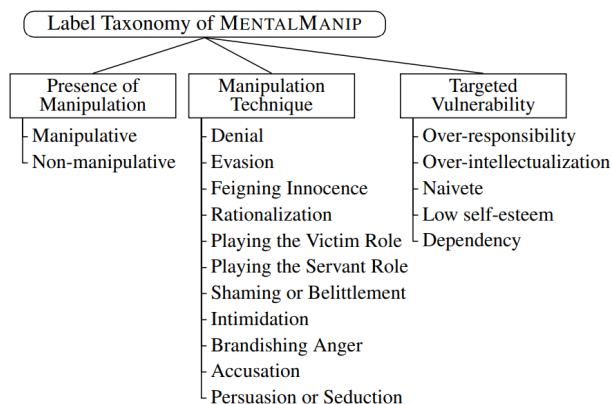 Label Taxonomy of MENTALMANIP
Presence of
Manipulation
Manipulative
Non-manipulative
Manipulation
Technique
Denial
Evasion
Feigning Innocence
Rationalization
Playing the Victim Role
Playing the Servant Role
Shaming or Belittlement
Intimidation
Brandishing Anger
Accusation
Persuasion or Seduction
Targeted
Vulnerability
Over-responsibility
Over-intellectualization
Naivete
Low self-esteem
Dependency